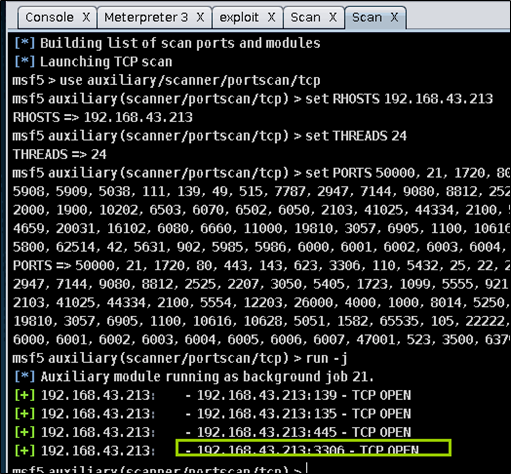 Console X Meterpreter 3 X exploit X Scan X Scan X
[*] Building list of scan ports and modules
[*] Launching TCP scan
msf5 > use auxiliary/scanner/portscan/tcp
msf5 auxiliary(scanner/portscan/tcp) > set RHOSTS 192.168.43.213
RHOSTS => 192.168.43.213
msf5 auxiliary(scanner/portscan/tcp) > set THREADS 24
THREADS => 24
msf5 auxiliary(scanner/portscan/tcp) > set PORTS 50000, 21, 1720, 80
5908, 5909, 5038, 111, 139, 49, 515, 7787, 2947, 7144, 9080, 8812, 252
2000, 1900, 10202, 6503, 6070, 6502, 6050, 2103, 41025, 44334, 2100,
4659, 20031, 16102, 6080, 6660, 11000, 19810, 3057, 6905, 1100, 10616
5800, 62514, 42, 5631, 902, 5985, 5986, 6000, 6001, 6002, 6003, 6004,
PORTS => 50000, 21, 1720, 80, 443, 143, 623, 3306, 110, 5432, 25, 22, 2
2947, 7144, 9080, 8812, 2525, 2207, 3050, 5405, 1723, 1099, 5555, 921
2103, 41025, 44334, 2100, 5554, 12203, 26000, 4000, 1000, 8014, 5250,
19810, 3057, 6905, 1100, 10616, 10628, 5051, 1582, 65535, 105, 22222,
6000, 6001, 6002, 6003, 6004, 6005, 6006, 6007, 47001, 523, 3500, 637
msf5 auxiliary(scanner/portscan/tcp) > run -j
[*] Auxiliary module running as background job 21.
[+] 192.168.43.213: - 192.168.43.213:139 - TCP OPEN
[+] 192.168.43.213: - 192.168.43.213:135 - TCP OPEN
[+] 192.168.43.213: - 192.168.43.213:445 - TCP OPEN
[+] 192.168.43.213: - 192.168.43.213:3306 - TCP OPEN
msf5 auxiliary(scanner/portscan/tcp) >